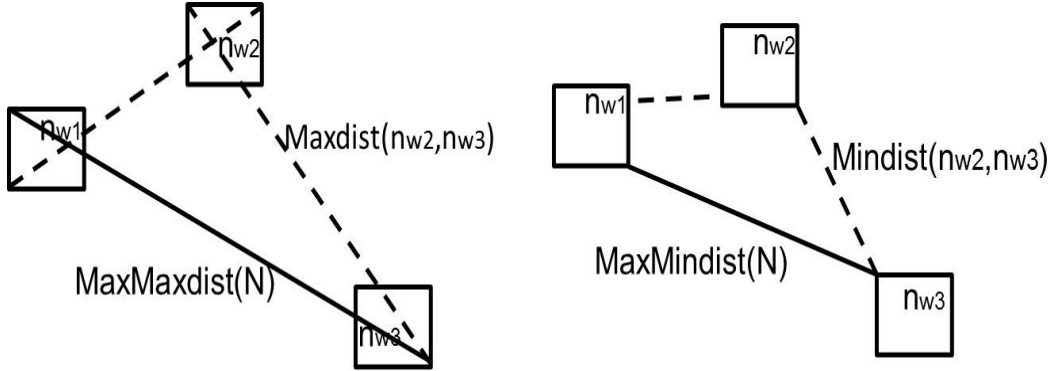 nw2
nw1
Maxdist(nw2,nw3)
MaxMaxdist(N)
nw3
nw2
nw1
Mindist(nw2,nw3)
MaxMindist(N)
nw3